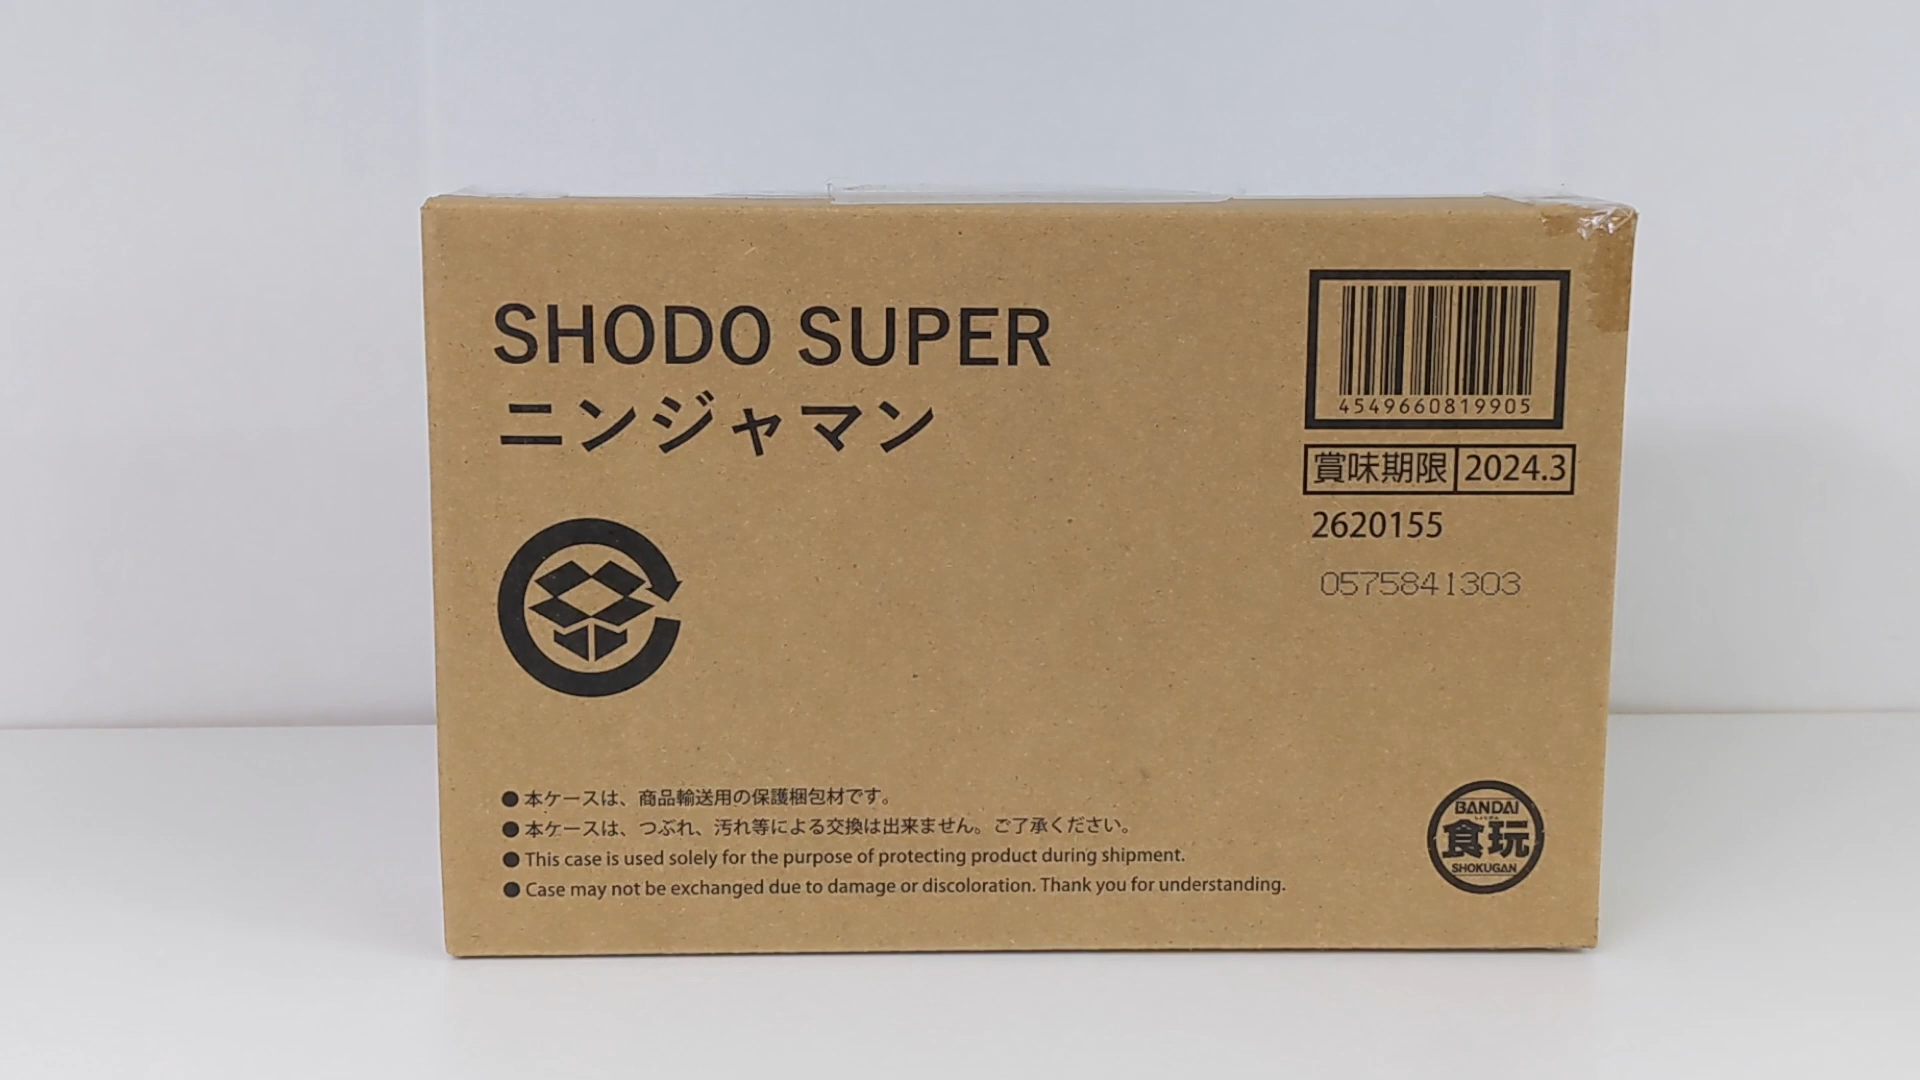 SHODO SUPER
ニンジャマン
4549660819905
賞味期限 2024.3
2620155
0575841303
●本ケースは、商品輸送用の保護梱包材です。
●本ケースは、つぶれ、汚れ等による交換は出来ません。ご了承ください。
●This case is used solely for the purpose of protecting product during shipment.
●Case may not be exchanged due to damage or discoloration. Thank you for understanding.
BANDAI
しょくがん
食玩
SHOKUGAN